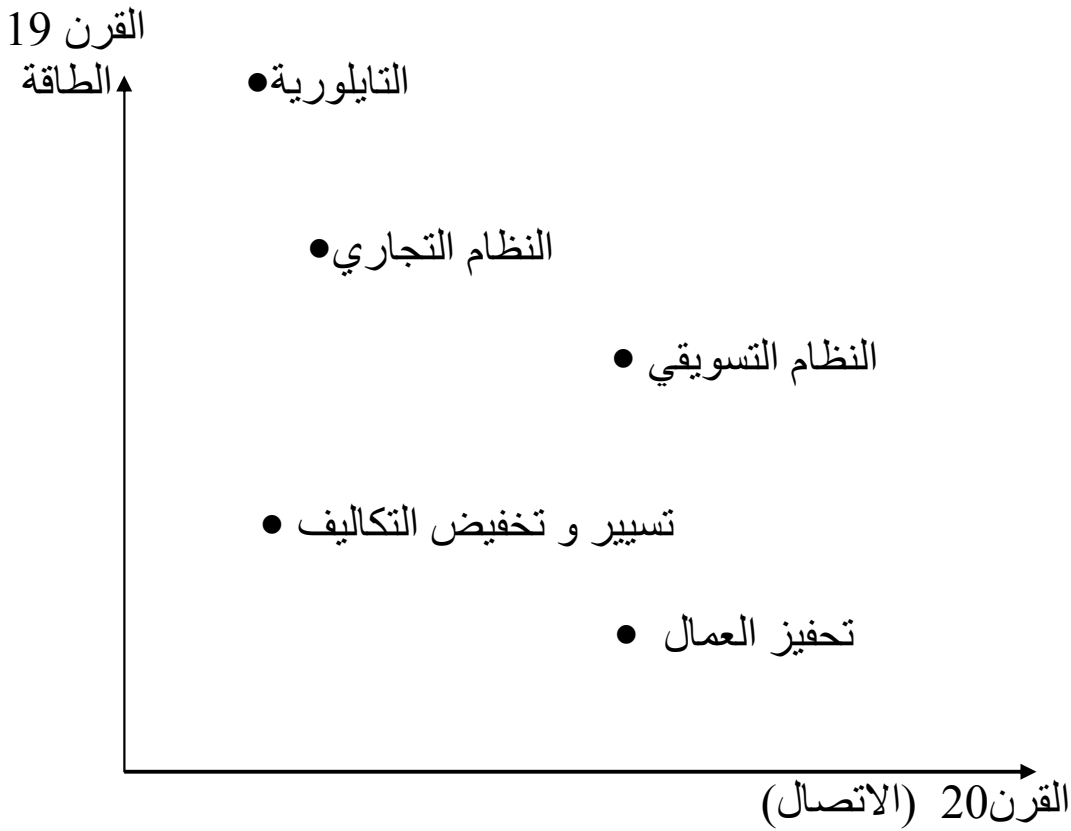 القرن 19
الطاقة
التايلورية
النظام التجاري
النظام التسويقي
تسيير و تخفيض التكاليف
تحفيز العمال
القرن20 (الاتصال)